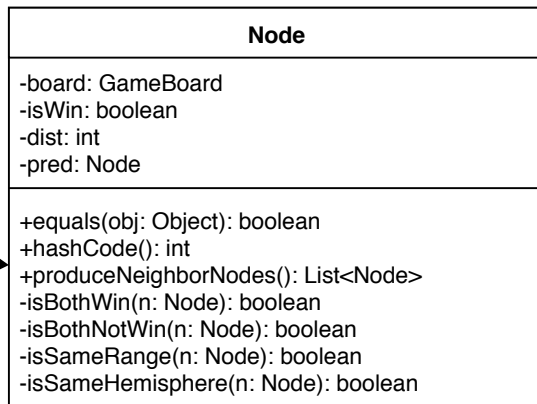 Node
-board: GameBoard
-isWin: boolean
-dist: int
-pred: Node
+equals(obj: Object): boolean
+hashCode(): int
+produceNeighborNodes(): List<Node>
-isBothWin(n: Node): boolean
-isBothNotWin(n: Node): boolean
-isSameRange(n: Node): boolean
-isSameHemisphere(n: Node): boolean